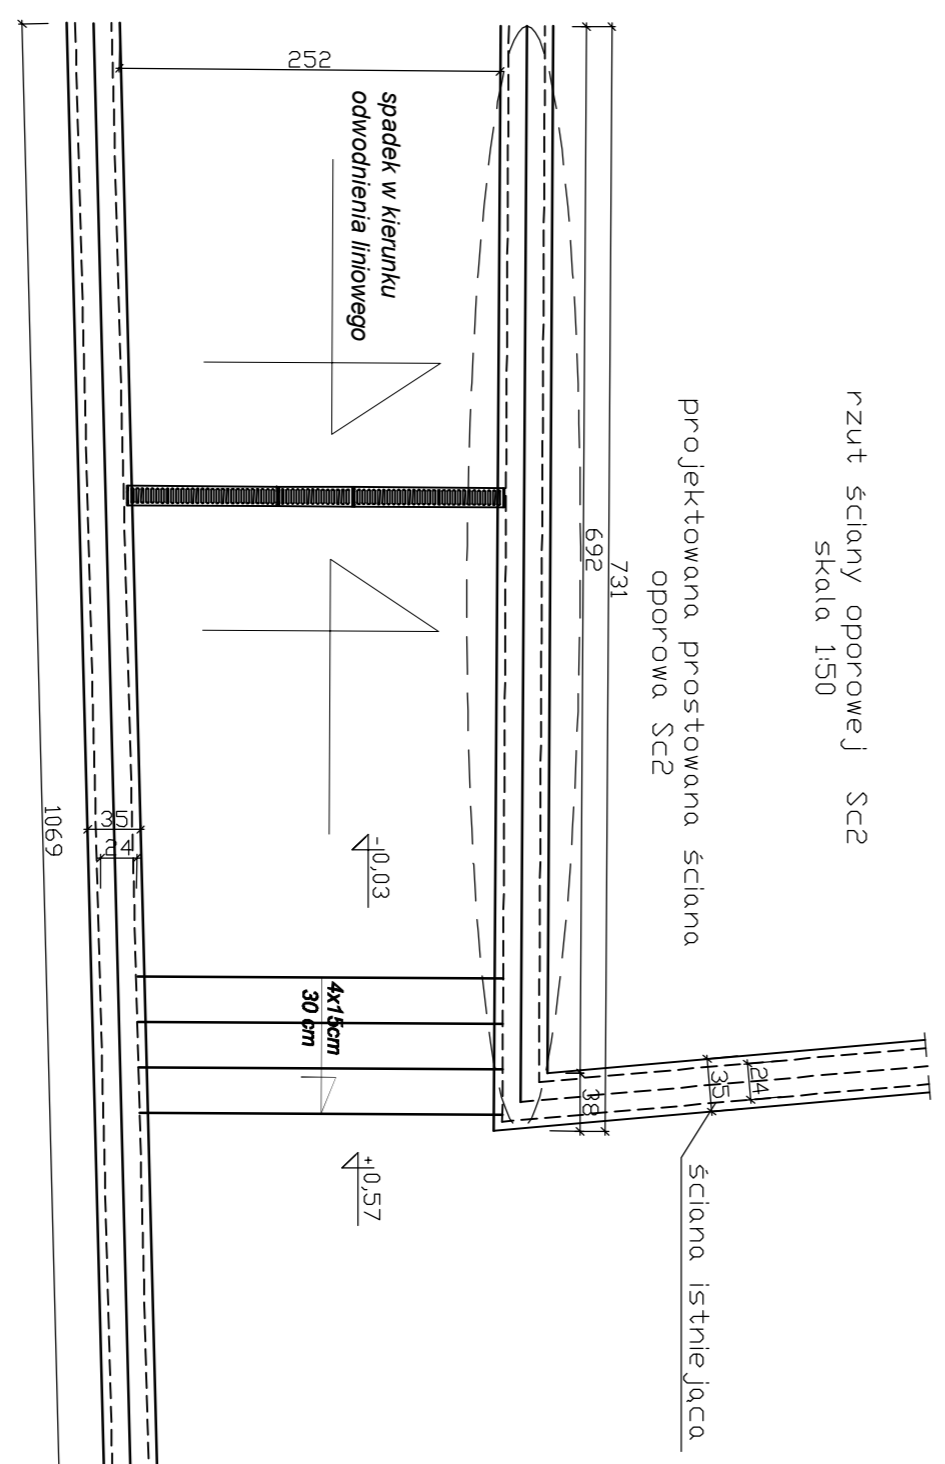 rzut ściany oporowej Sc2
skala 1:50
projektowana prostowana ściana
oporowa Sc2
731
692
252
spadek w kierunku
odwodnienia liniowego
-0,03
4x15cm
30 cm
+0,57
38
35
24
ściana istniejąca
35
24
1069